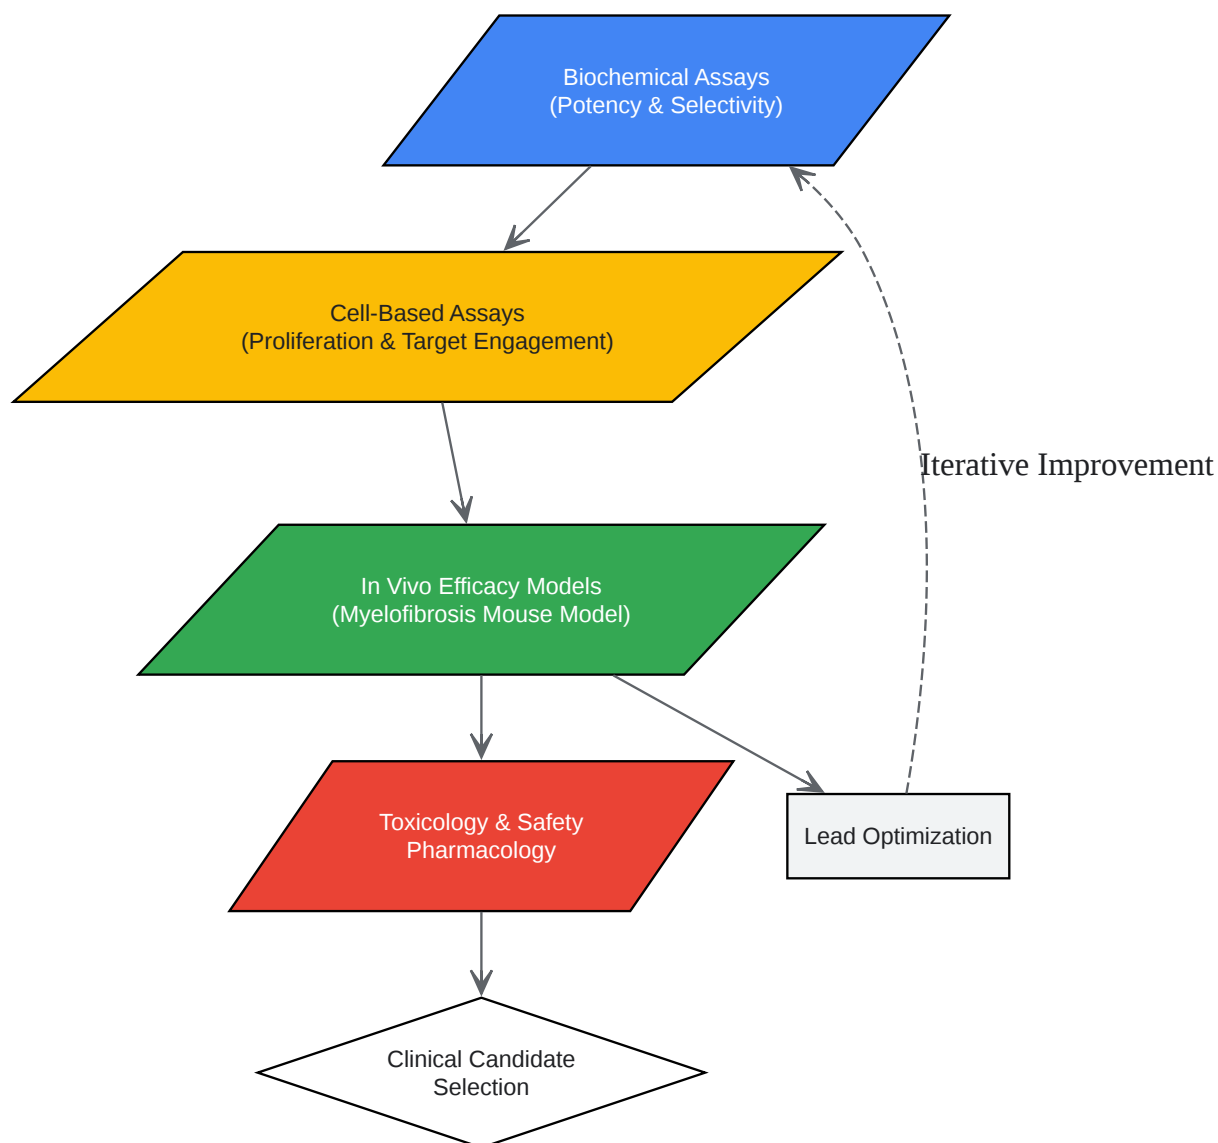 Biochemical Assays
(Potency & Selectivity)
Cell-Based Assays
(Proliferation & Target Engagement)
Iterative Improvement
In Vivo Efficacy Models
(Myelofibrosis Mouse Model)
Toxicology & Safety
Pharmacology
Lead Optimization
Clinical Candidate
Selection